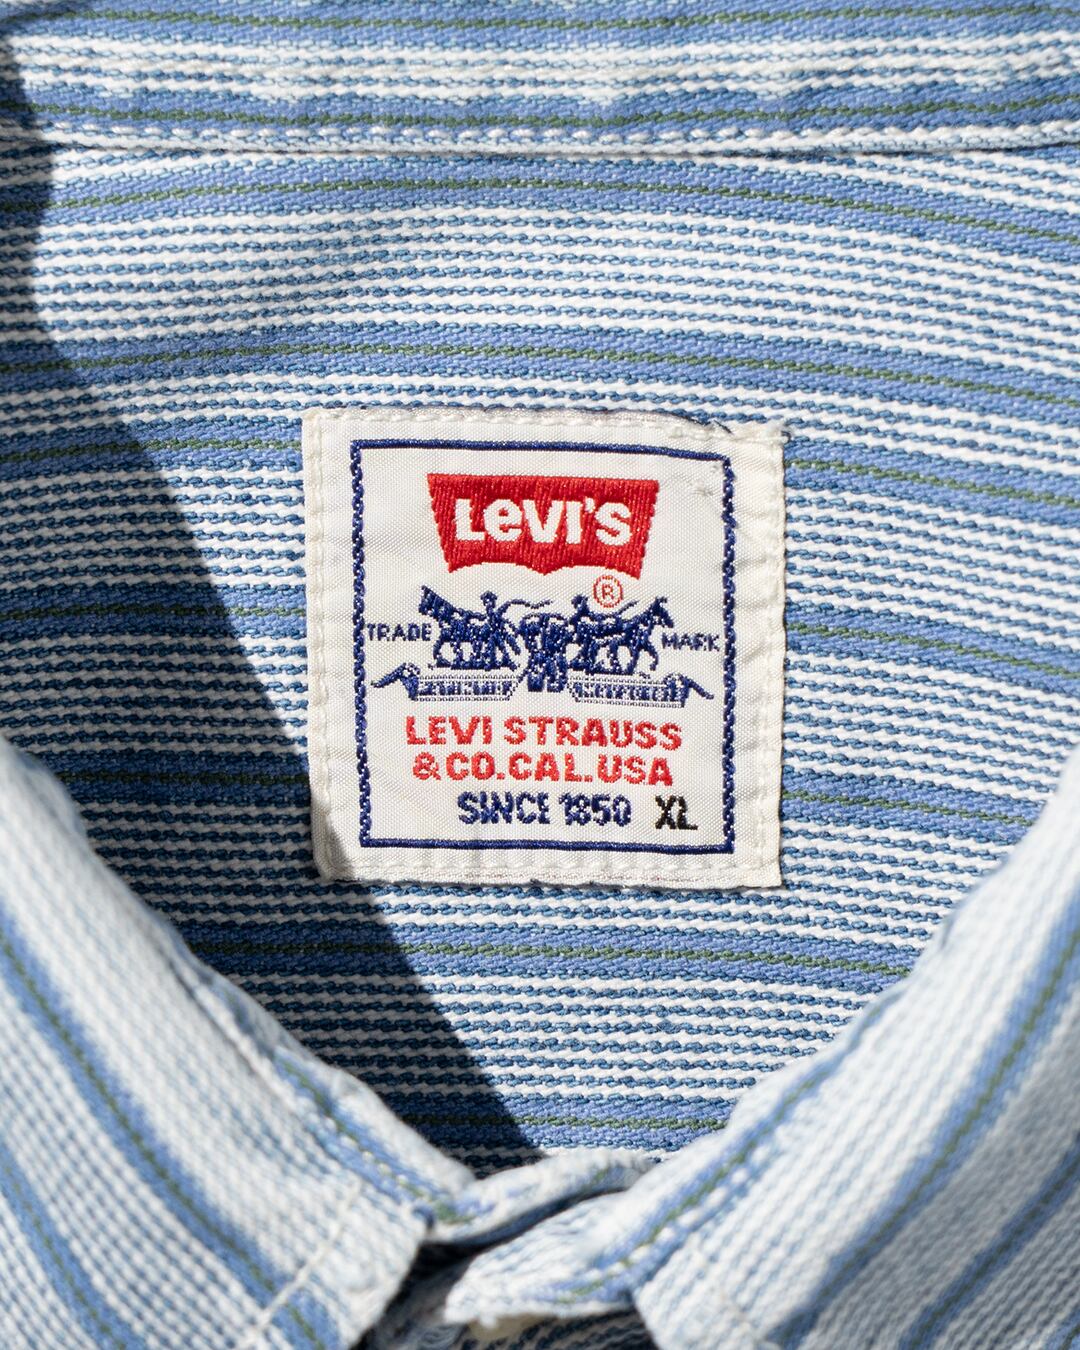 Levi's
®
TRADE MARK
LEVI STRAUSS
& CO. CAL. USA
SINCE 1850 XL